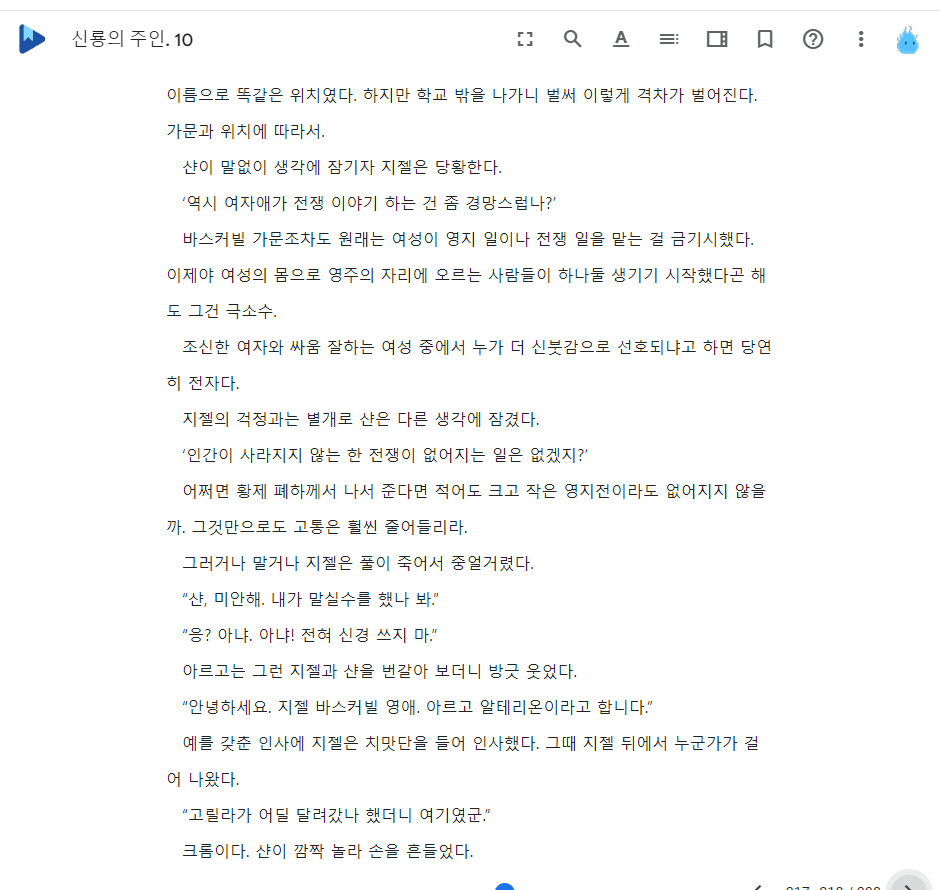 신룡의 주인. 10
이름으로 똑같은 위치였다. 하지만 학교 밖을 나가니 벌써 이렇게 격차가 벌어진다.
가문과 위치에 따라서.
샨이 말없이 생각에 잠기자 지젤은 당황한다.
‘역시 여자애가 전쟁 이야기 하는 건 좀 경망스럽나?’
바스커빌 가문조차도 원래는 여성이 영지 일이나 전쟁 일을 맡는 걸 금기시했다.
이제야 여성의 몸으로 영주의 자리에 오르는 사람들이 하나둘 생기기 시작했다곤 해
도 그건 극소수.
조신한 여자와 싸움 잘하는 여성 중에서 누가 더 신붓감으로 선호되냐고 하면 당연
히 전자다.
지젤의 걱정과는 별개로 샨은 다른 생각에 잠겼다.
‘인간이 사라지지 않는 한 전쟁이 없어지는 일은 없겠지?’
어쩌면 황제 폐하께서 나서 준다면 적어도 크고 작은 영지전이라도 없어지지 않을
까. 그것만으로도 고통은 훨씬 줄어들리라.
그러거나 말거나 지젤은 풀이 죽어서 중얼거렸다.
“샨, 미안해. 내가 말실수를 했나 봐.”
“응? 아냐. 아냐! 전혀 신경 쓰지 마.”
아르고는 그런 지젤과 샨을 번갈아 보더니 방긋 웃었다.
“안녕하세요. 지젤 바스커빌 영애. 아르고 알테리온이라고 합니다.”
예를 갖춘 인사에 지젤은 치맛단을 들어 인사했다. 그때 지젤 뒤에서 누군가가 걸
어 나왔다.
“고릴라가 어딜 달려갔나 했더니 여기였군.”
크롬이다. 샨이 깜짝 놀라 손을 흔들었다.